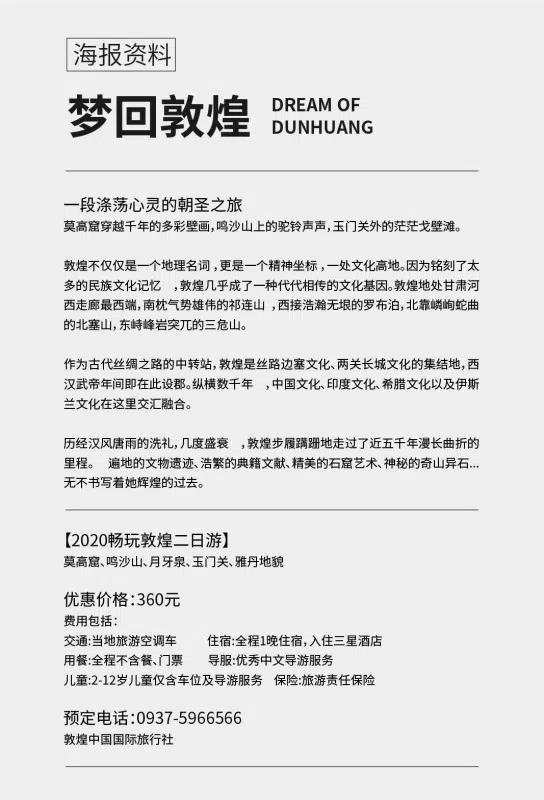 海报资料
梦回敦煌
DREAM OF
DUNHUANG
一段涤荡心灵的朝圣之旅
莫高窟穿越千年的多彩壁画，鸣沙山上的驼铃声声，玉门关外的茫茫戈壁滩。
敦煌不仅仅是一个地理名词，更是一个精神坐标，一处文化高地。因为铭刻了太
多的民族文化记忆　，敦煌几乎成了一种代代相传的文化基因。敦煌地处甘肃河
西走廊最西端，南枕气势雄伟的祁连山　，西接浩瀚无垠的罗布泊，北靠嶙峋蛇曲
的北塞山，东峙峰岩突兀的三危山。
作为古代丝绸之路的中转站，敦煌是丝路边塞文化、两关长城文化的集结地，西
汉武帝年间即在此设郡。纵横数千年　，中国文化、印度文化、希腊文化以及伊斯
兰文化在这里交汇融合。
历经汉风唐雨的洗礼，几度盛衰　，敦煌步履蹒跚地走过了近五千年漫长曲折的
里程。　遍地的文物遗迹、浩繁的典籍文献、精美的石窟艺术、神秘的奇山异石...
无不书写着她辉煌的过去。
【2020畅玩敦煌二日游】
莫高窟、鸣沙山、月牙泉、玉门关、雅丹地貌
优惠价格：360元
费用包括：
交通:当地旅游空调车　　住宿:全程1晚住宿，入住三星酒店
用餐:全程不含餐、门票　　导服:优秀中文导游服务
儿童:2-12岁儿童仅含车位及导游服务　保险:旅游责任保险
预定电话：0937-5966566
敦煌中国国际旅行社